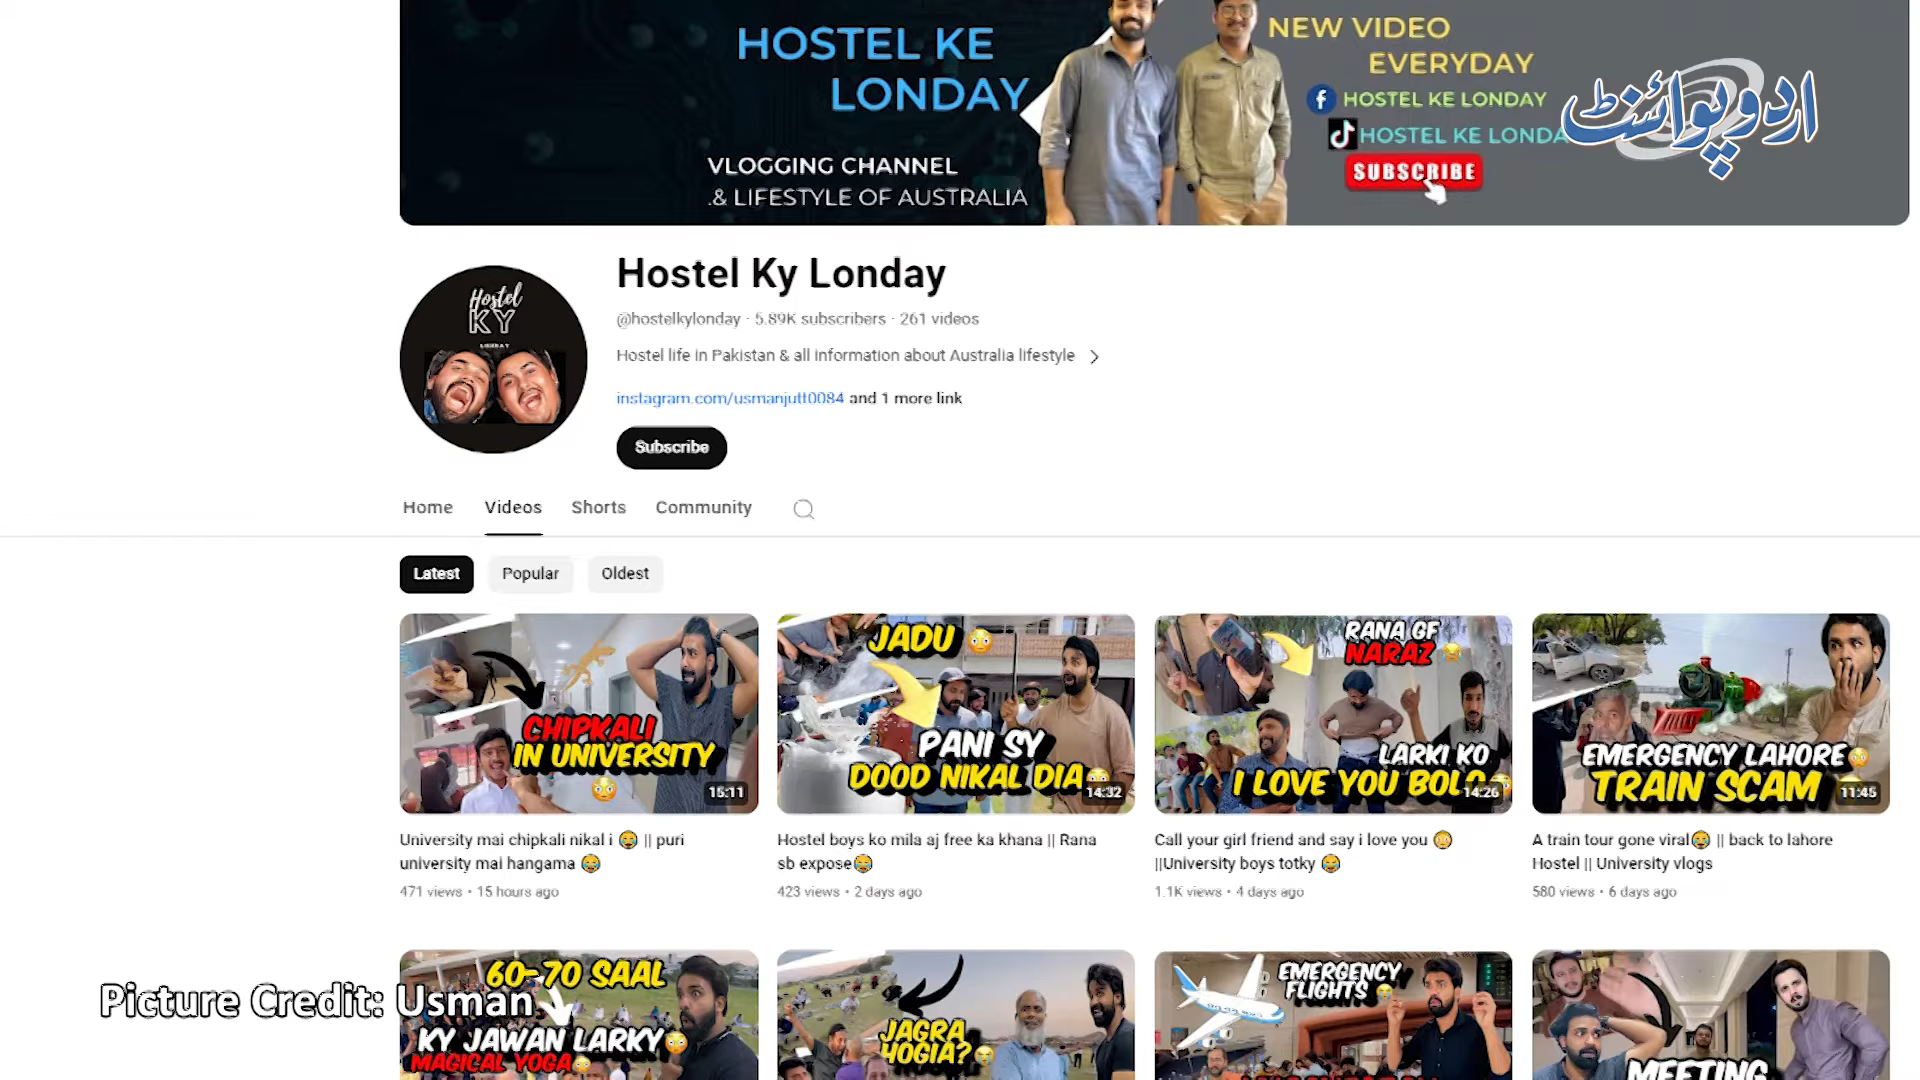 HOSTEL KE
LONDAY
VLOGGING CHANNEL
.& LIFESTYLE OF AUSTRALIA
NEW VIDEO
EVERYDAY
HOSTEL KE LONDAY
HOSTEL KE LONDA
SUBSCRIBE
اردوپوائنٹ
Hostel
KY
LONDAY
Hostel Ky Londay
@hostelkylonday · 5.89K subscribers · 261 videos
Hostel life in Pakistan & all information about Australia lifestyle
instagram.com/usmanjutt0084 and 1 more link
Subscribe
Home Videos Shorts Community
Latest Popular Oldest
CHIPKALI
IN UNIVERSITY
15:11
JADU
PANI SY
DOOD NIKAL DIA
14:32
RANA GF
NARAZ
LARKI KO
I LOVE YOU BOLO
14:26
EMERGENCY LAHORE
TRAIN SCAM
11:45
University mai chipkali nikal i 😂 || puri
university mai hangama 😂
471 views • 15 hours ago
Hostel boys ko mila aj free ka khana || Rana
sb expose😂
423 views • 2 days ago
Call your girl friend and say i love you 😳
||University boys totky 😂
1.1K views • 4 days ago
A train tour gone viral😂 || back to lahore
Hostel || University vlogs
580 views • 6 days ago
60-70 SAAL
KY JAWAN LARKY
MAGICAL YOGA
JAGRA
HOGIA?
EMERGENCY
FLIGHTS
MEETING
Picture Credit: Usman